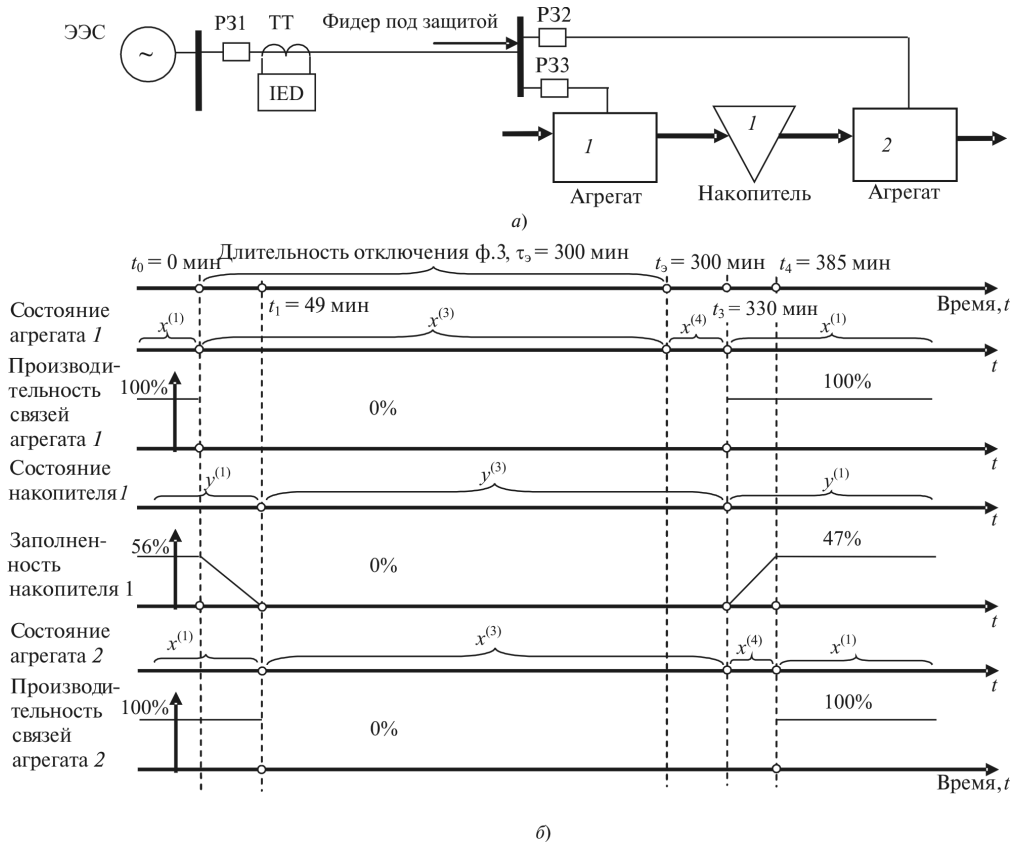 ЭЭС
РЗ1
ТТ
Фидер под защитой
РЗ2
IED
РЗ3
1
1
2
Агрегат
Накопитель
Агрегат
а)
Длительность отключения ф.3, τэ = 300 мин
t0 = 0 мин
tэ = 300 мин
t4 = 385 мин
t1 = 49 мин
t3 = 330 мин
Время, t
Состояние
агрегата 1
x(1)
x(3)
x(4)
x(1)
t
Производи-
тельность
связей
агрегата 1
100%
0%
100%
t
Состояние
накопителя 1
y(1)
y(3)
y(1)
t
Заполнен-
ность
накопителя 1
56%
0%
47%
t
Состояние
агрегата 2
x(1)
x(3)
x(4)
x(1)
t
Производи-
тельность
связей
агрегата 2
100%
0%
100%
Время, t
б)